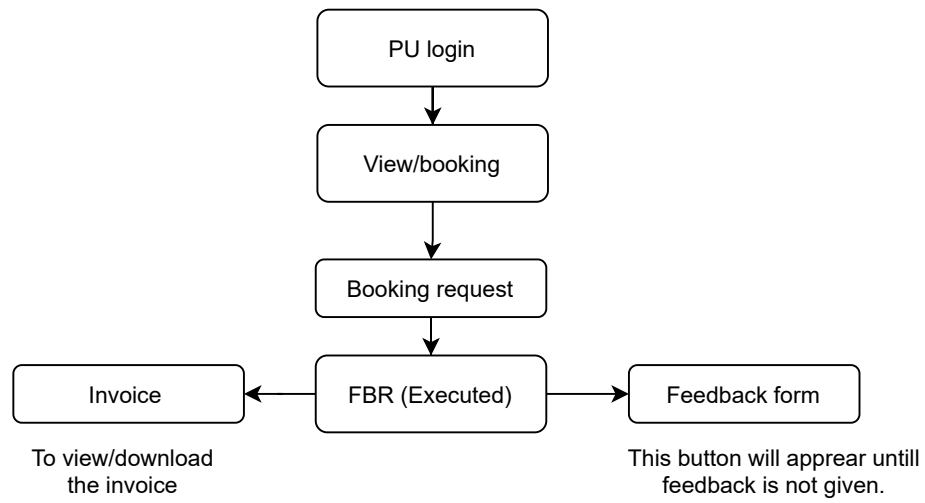 PU login
View/booking
Booking request
Invoice
FBR (Executed)
Feedback form
To view/download
the invoice
This button will apprear untill
feedback is not given.